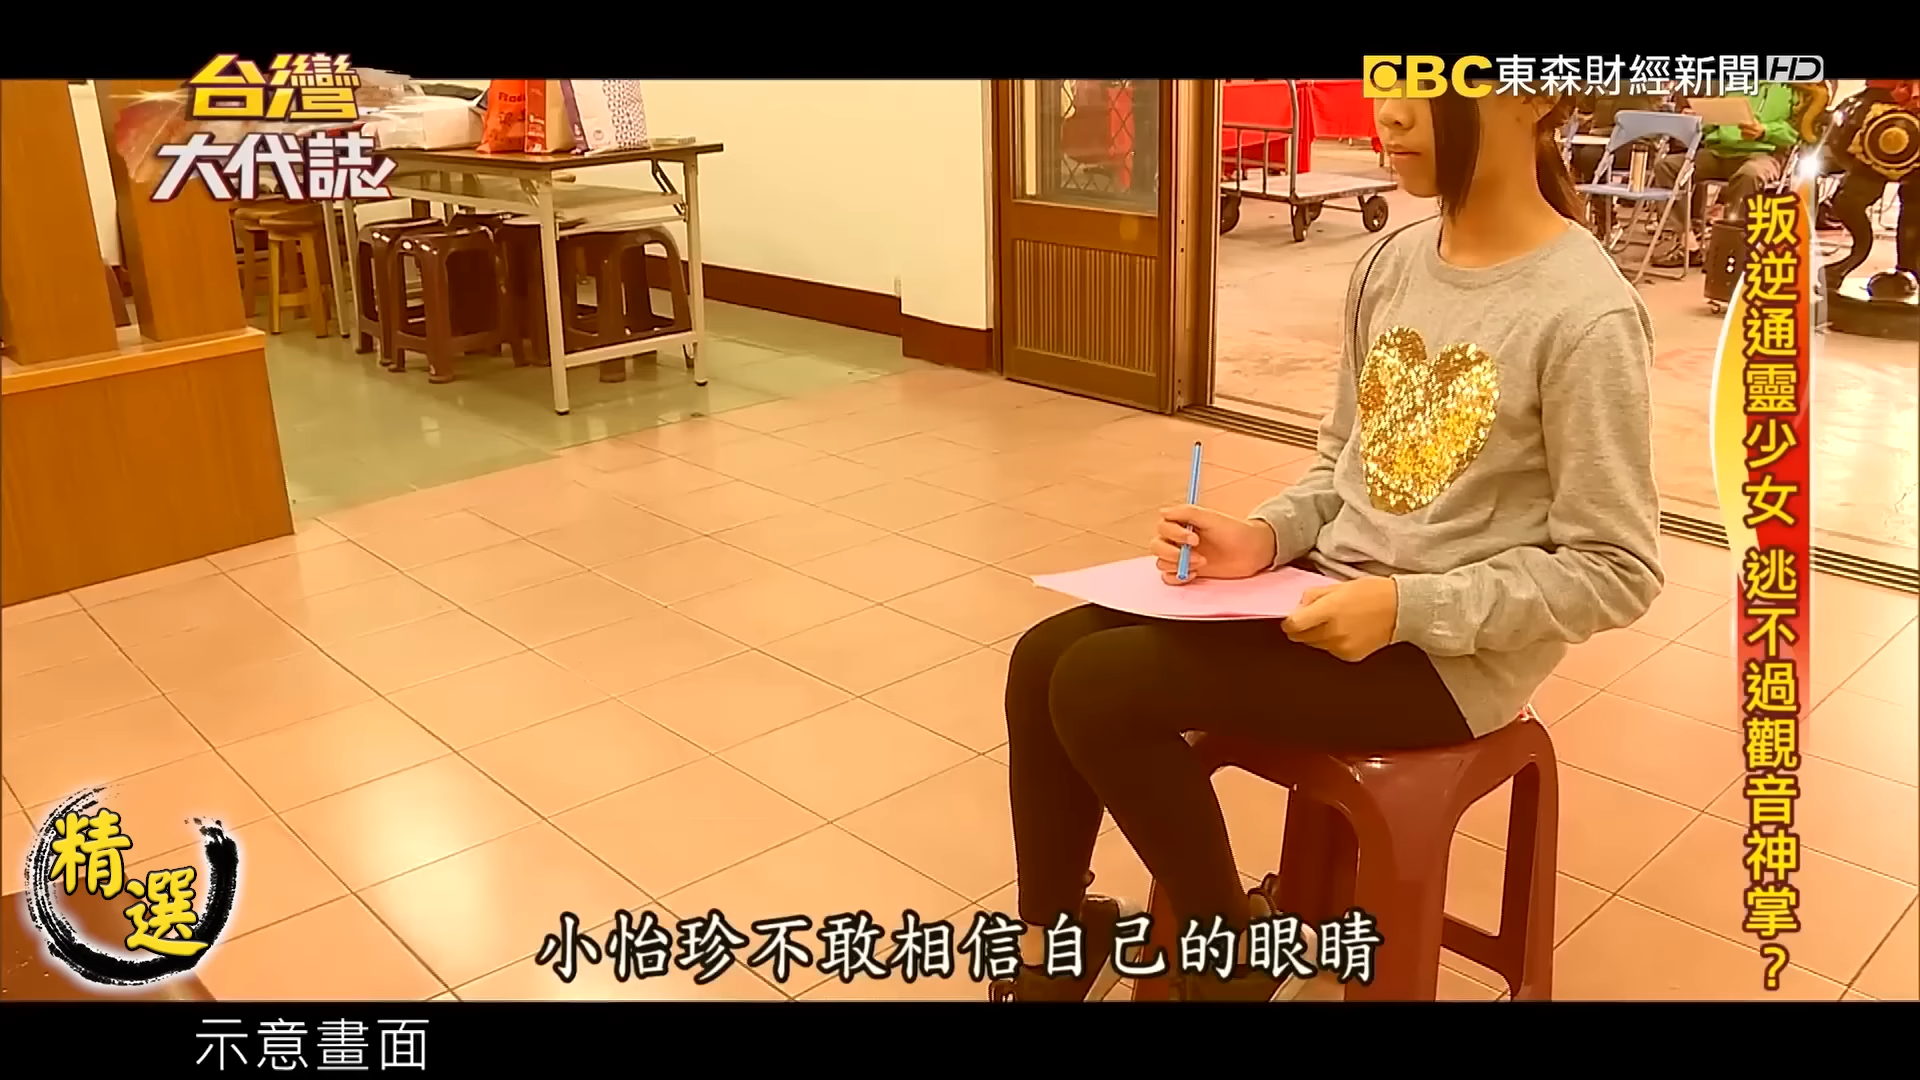 台灣
大代誌
EBC東森財經新聞HD
叛逆通靈少女 逃不過觀音神掌？
精選
小怡珍不敢相信自己的眼睛
示意畫面